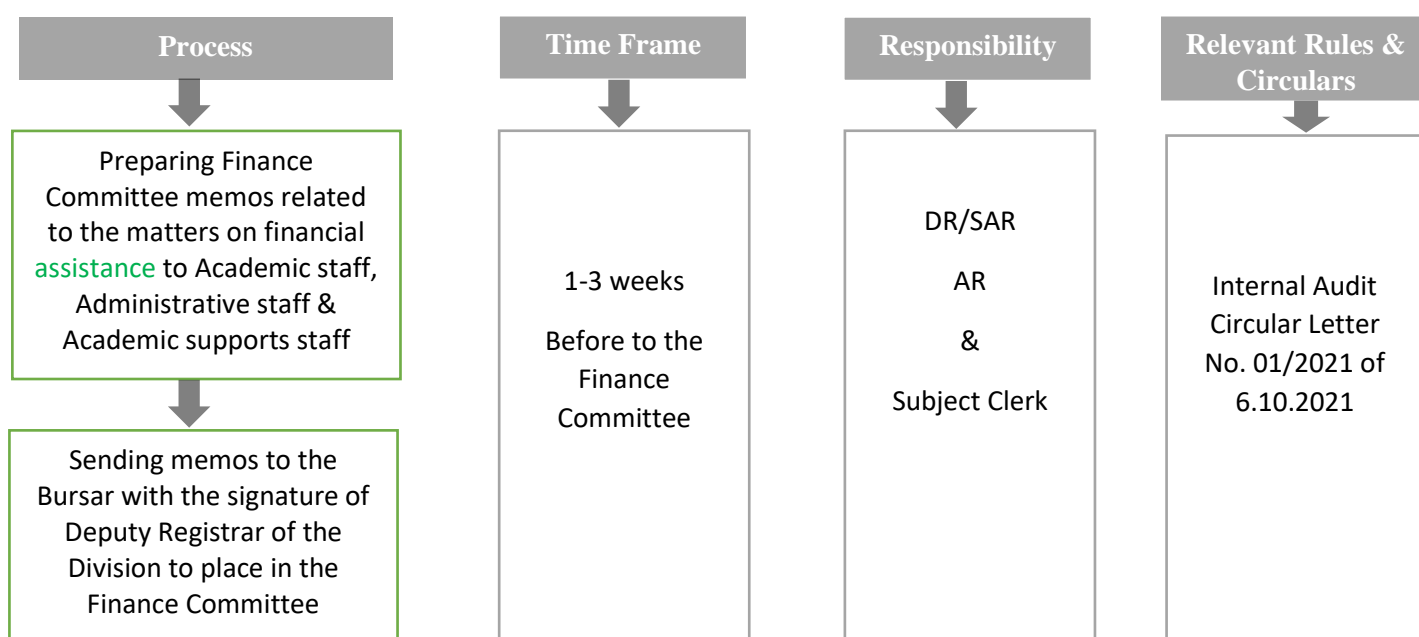 Process
Preparing Finance
Committee memos related
to the matters on financial
assistance to Academic staff,
Administrative staff &
Academic supports staff
Sending memos to the
Bursar with the signature of
Deputy Registrar of the
Division to place in the
Finance Committee
Time Frame
1-3 weeks
Before to the
Finance
Committee
Responsibility
DR/SAR
AR
&
Subject Clerk
Relevant Rules &
Circulars
Internal Audit
Circular Letter
No. 01/2021 of
6.10.2021